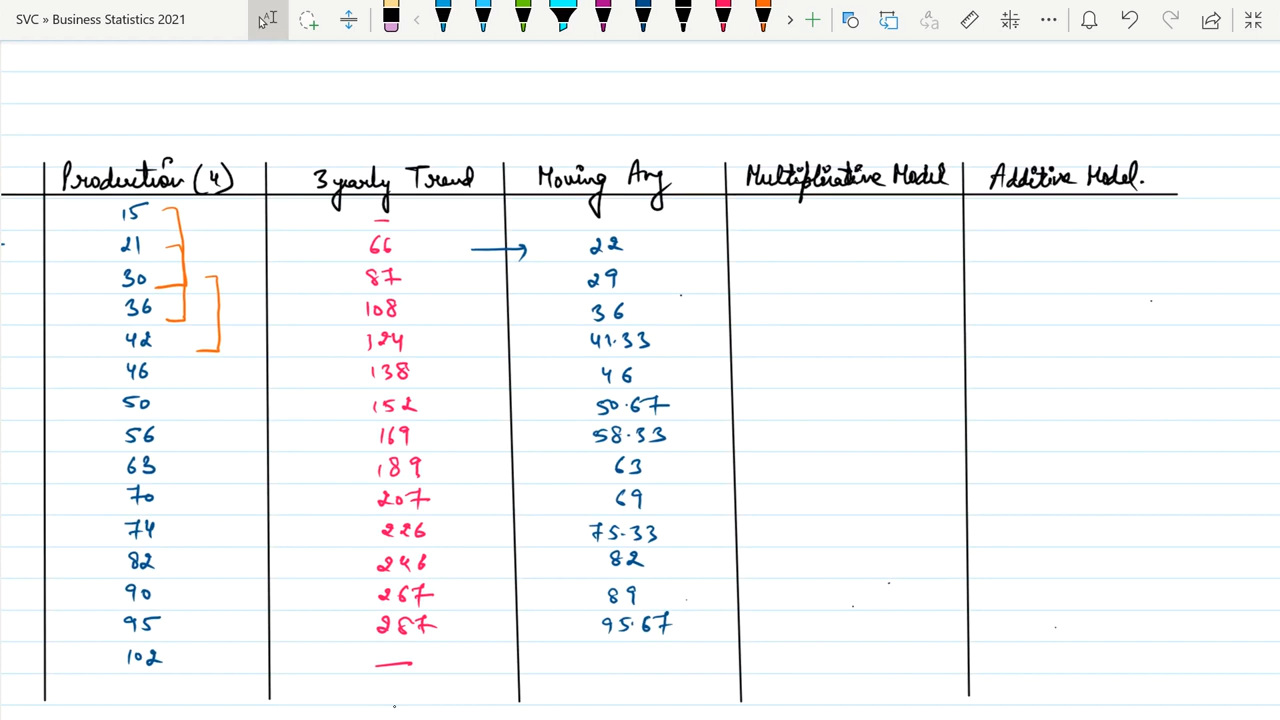 SVC » Business Statistics 2021
Production (4) 3 yearly Trend Moving Avg Multiplicative Model Additive Model.
15 —
21 66 → 22
30 87 29
36 108 36
42 124 41.33
46 138 46
50 152 50.67
56 169 58.33
63 189 63
70 207 69
74 226 75.33
82 246 82
90 267 89
95 287 95.67
102 —